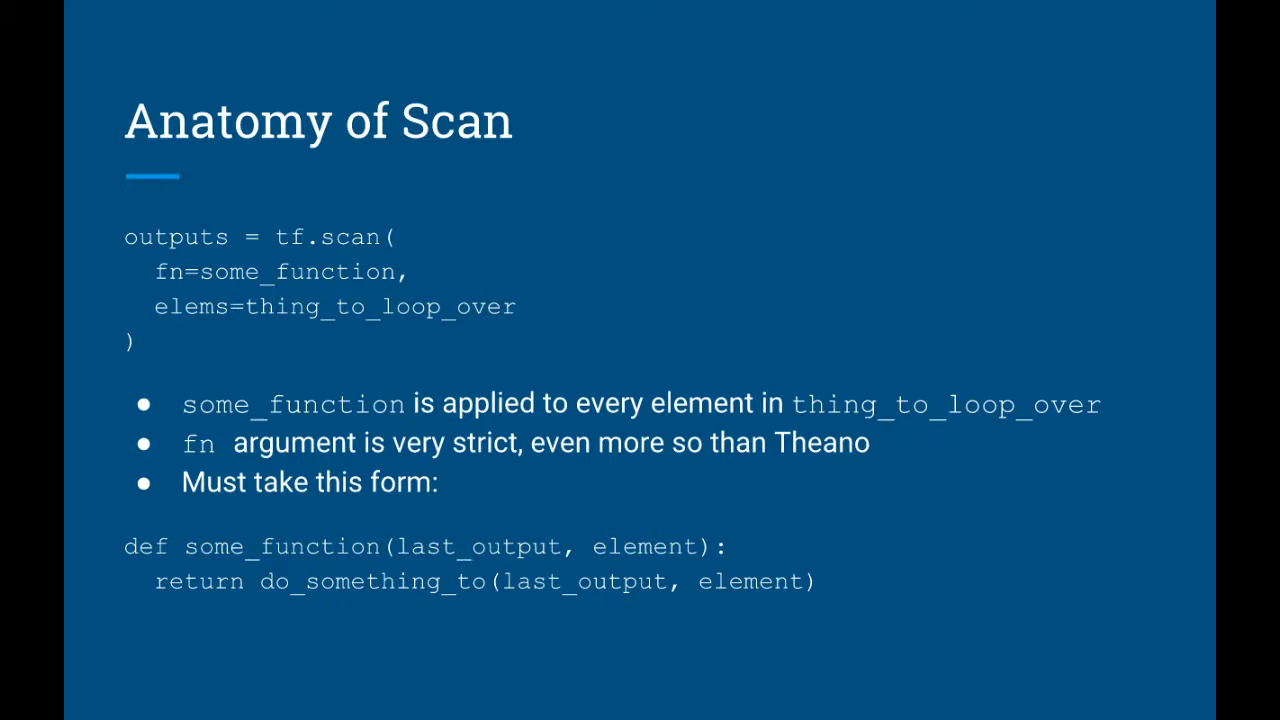 Anatomy of Scan
outputs = tf.scan(
  fn=some_function,
  elems=thing_to_loop_over
)
● some_function is applied to every element in thing_to_loop_over
● fn argument is very strict, even more so than Theano
● Must take this form:
def some_function(last_output, element):
  return do_something_to(last_output, element)